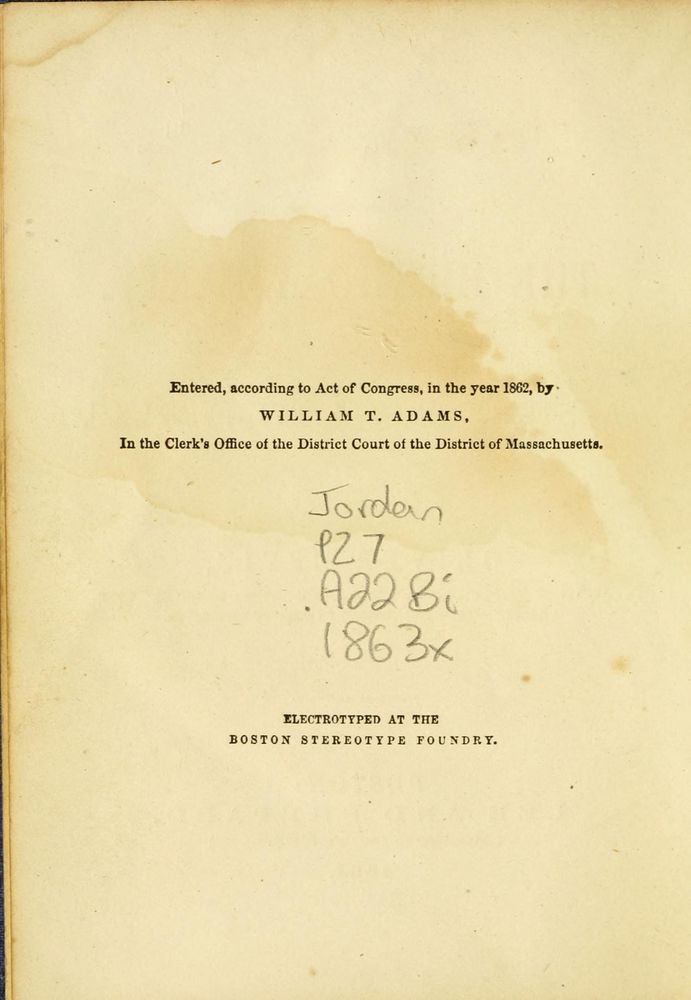 Entered, according to Act of Congress, in the year 1862, by
WILLIAM T. ADAMS,
In the Clerk's Office of the District Court of the District of Massachusetts.
Jordan
PZ7
.A22Bi
1863x
ELECTROTYPED AT THE
BOSTON STEREOTYPE FOUNDRY.